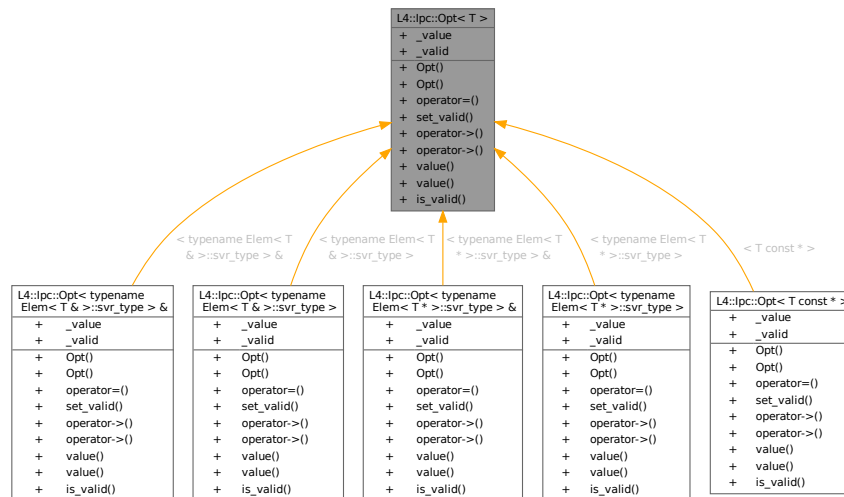 L4::Ipc::Opt< T >
+ _value
+ _valid
+ Opt()
+ Opt()
+ operator=()
+ set_valid()
+ operator->()
+ operator->()
+ value()
+ value()
+ is_valid()
< typename Elem< T
& >::svr_type > &
< typename Elem< T
& >::svr_type >
< typename Elem< T
* >::svr_type > &
< typename Elem< T
* >::svr_type >
< T const * >
L4::Ipc::Opt< typename
Elem< T & >::svr_type > &
+ _value
+ _valid
+ Opt()
+ Opt()
+ operator=()
+ set_valid()
+ operator->()
+ operator->()
+ value()
+ value()
+ is_valid()
L4::Ipc::Opt< typename
Elem< T & >::svr_type >
+ _value
+ _valid
+ Opt()
+ Opt()
+ operator=()
+ set_valid()
+ operator->()
+ operator->()
+ value()
+ value()
+ is_valid()
L4::Ipc::Opt< typename
Elem< T * >::svr_type > &
+ _value
+ _valid
+ Opt()
+ Opt()
+ operator=()
+ set_valid()
+ operator->()
+ operator->()
+ value()
+ value()
+ is_valid()
L4::Ipc::Opt< typename
Elem< T * >::svr_type >
+ _value
+ _valid
+ Opt()
+ Opt()
+ operator=()
+ set_valid()
+ operator->()
+ operator->()
+ value()
+ value()
+ is_valid()
L4::Ipc::Opt< T const * >
+ _value
+ _valid
+ Opt()
+ Opt()
+ operator=()
+ set_valid()
+ operator->()
+ operator->()
+ value()
+ value()
+ is_valid()